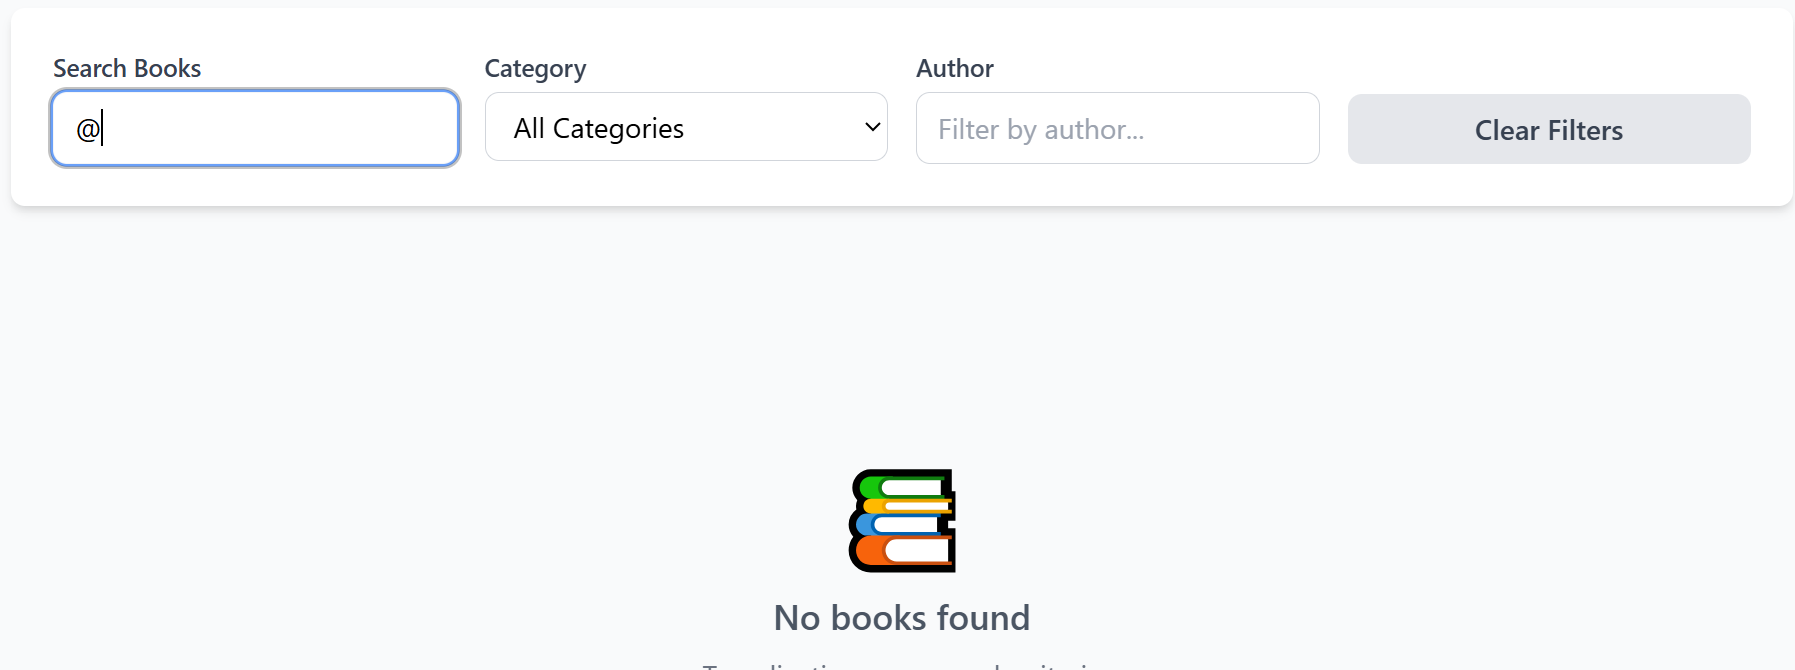 Search Books
Category
Author
@
All Categories
Filter by author...
Clear Filters
No books found